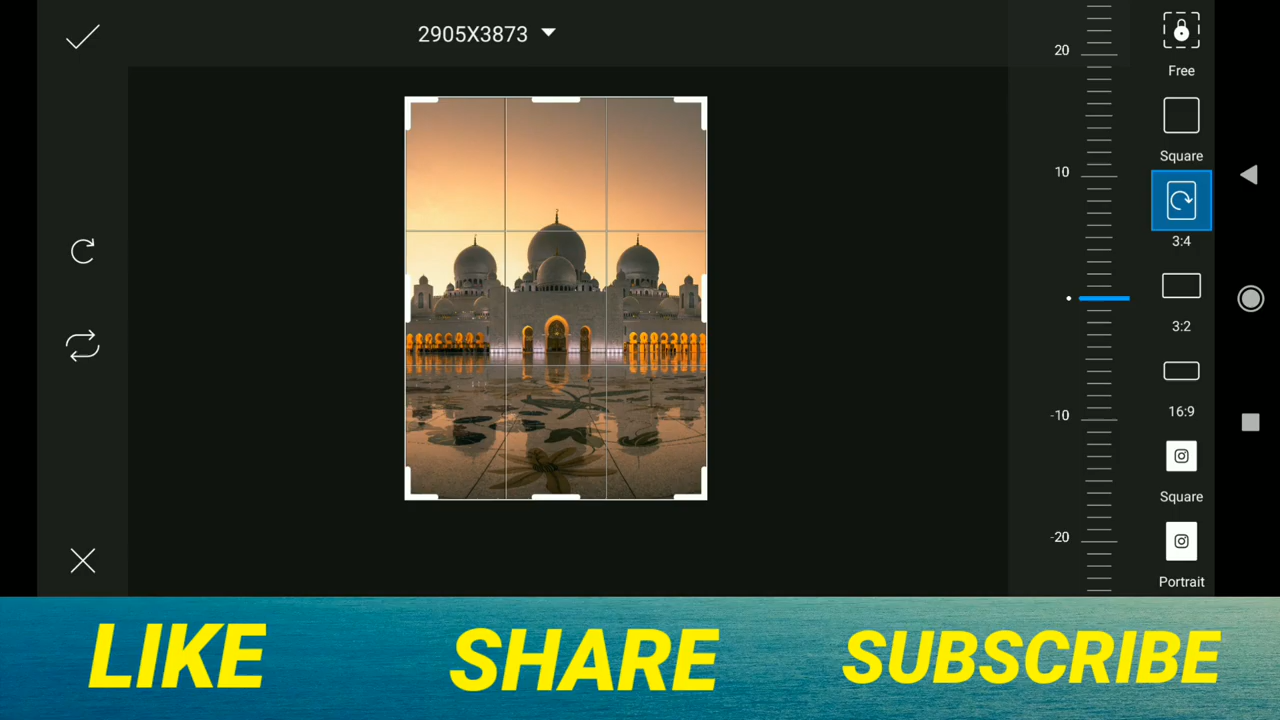 2905X3873
20
10
-10
-20
Free
Square
3:4
3:2
16:9
Square
Portrait
LIKE SHARE SUBSCRIBE